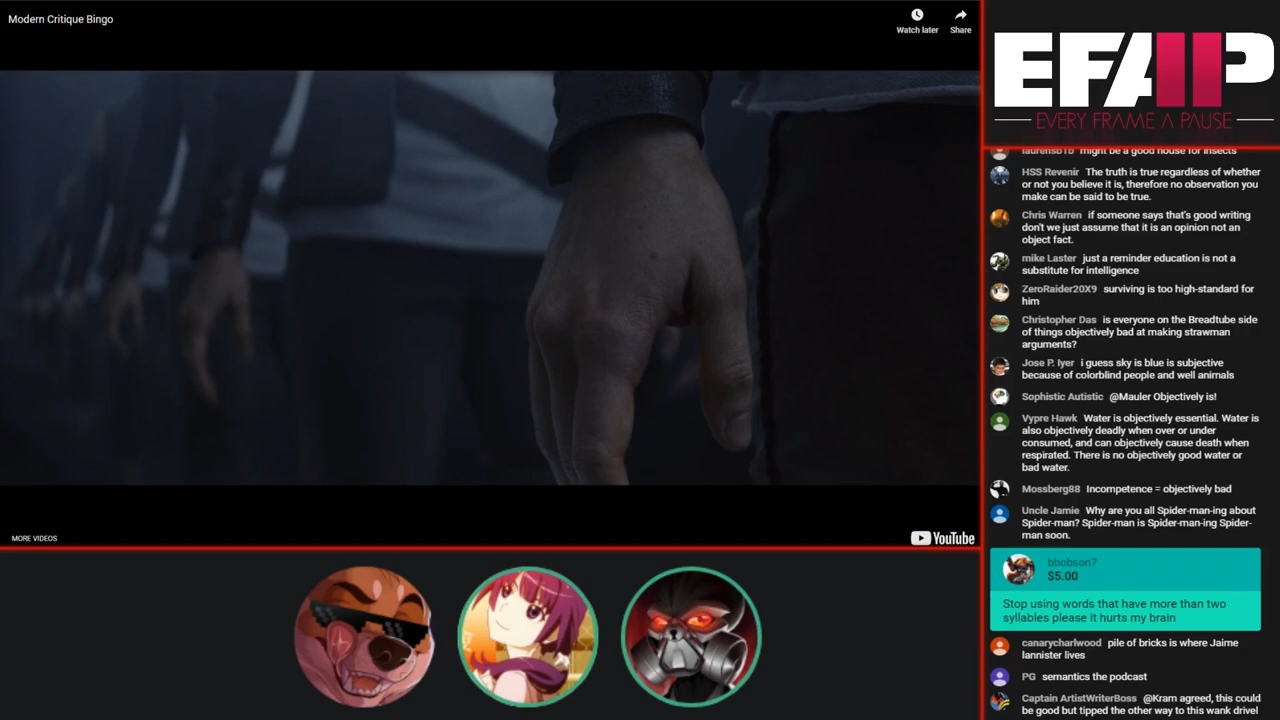 Modern Critique Bingo
Watch later
Share
MORE VIDEOS
YouTube
EFAP
EVERY FRAME A PAUSE
laurensb1b might be a good house for insects
HSS Revenir The truth is true regardless of whether
or not you believe it is, therefore no observation you
make can be said to be true.
Chris Warren if someone says that's good writing
don't we just assume that it is an opinion not an
object fact.
mike Laster just a reminder education is not a
substitute for intelligence
ZeroRaider20X9 surviving is too high-standard for
him
Christopher Das is everyone on the Breadtube side
of things objectively bad at making strawman
arguments?
Jose P. Iyer i guess sky is blue is subjective
because of colorblind people and well animals
Sophistic Autistic @Mauler Objectively is!
Vypre Hawk Water is objectively essential. Water is
also objectively deadly when over or under
consumed, and can objectively cause death when
respirated. There is no objectively good water or
bad water.
Mossberg88 Incompetence = objectively bad
Uncle Jamie Why are you all Spider-man-ing about
Spider-man? Spider-man is Spider-man-ing Spider-
man soon.
bbobson7
$5.00
Stop using words that have more than two
syllables please it hurts my brain
canarycharlwood pile of bricks is where Jaime
lannister lives
PG semantics the podcast
Captain ArtistWriterBoss @Kram agreed, this could
be good but tipped the other way to this wank drivel